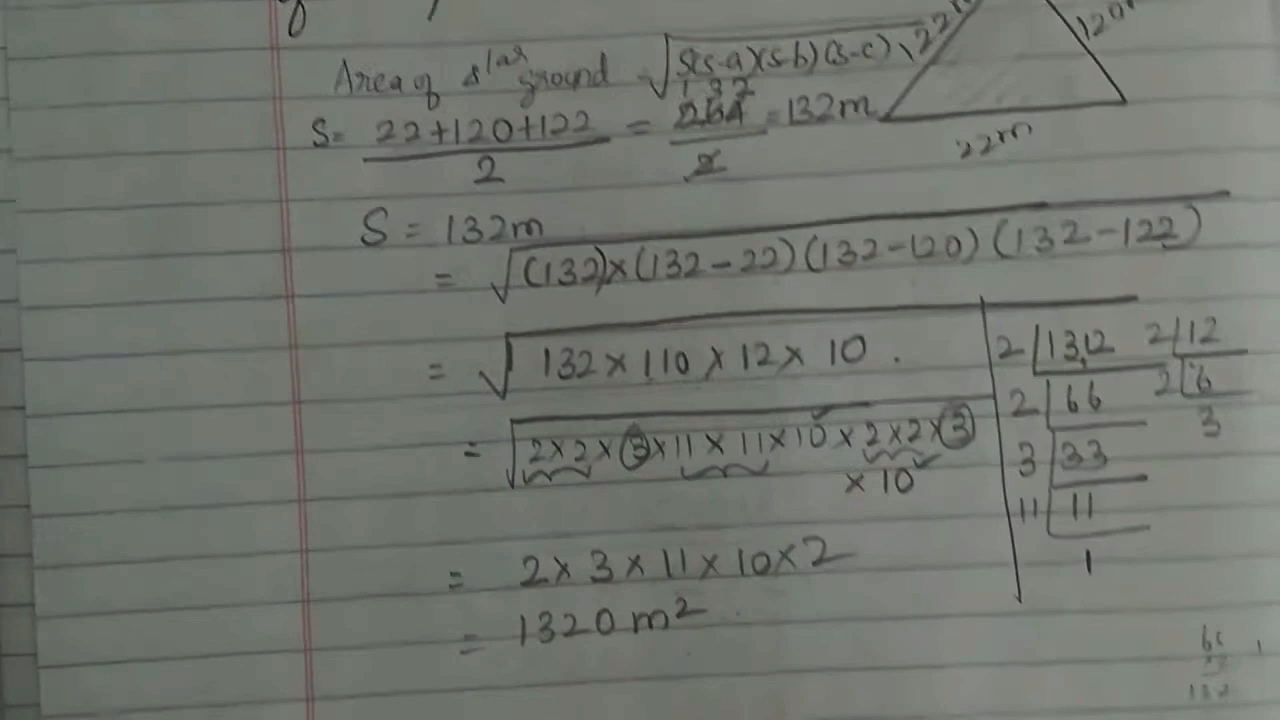 Area of ground √s(s-a)(s-b)(s-c)
120m
22m
S = 22+120+122 / 2 = 264 / 2 = 132m
132
S = 132m
= √(132)×(132-22)(132-120)(132-122)
= √132×110×12×10.
= √2×2×3×11×11×10×2×2×3
×10
= 2×3×11×10×2
= 1320 m²
2 | 132
2 | 66
3 | 33
11 | 11
1
2 | 12
2 | 6
3